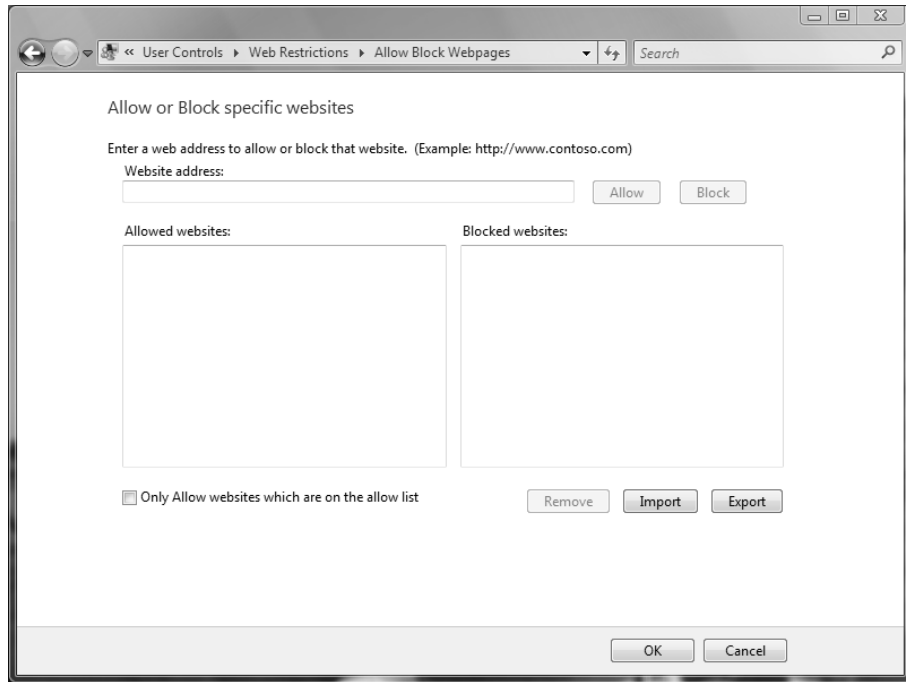 « User Controls ▸ Web Restrictions ▸ Allow Block Webpages
Search
Allow or Block specific websites
Enter a web address to allow or block that website. (Example: http://www.contoso.com)
Website address:
Allow
Block
Allowed websites:
Blocked websites:
Only Allow websites which are on the allow list
Remove
Import
Export
OK
Cancel